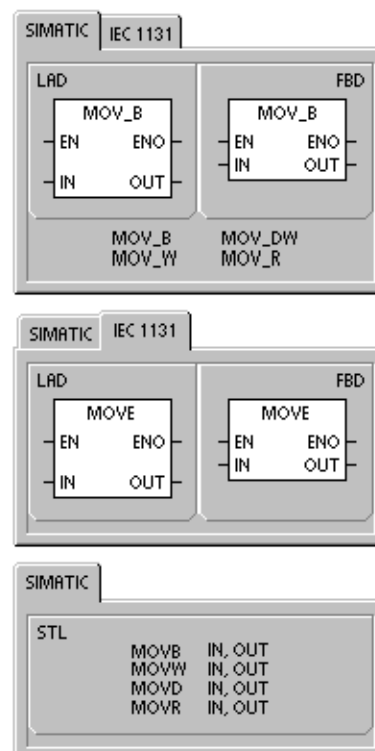 SIMATIC IEC 1131
LAD FBD
MOV_B MOV_B
EN ENO EN ENO
IN OUT IN OUT
MOV_B MOV_DW
MOV_W MOV_R
SIMATIC IEC 1131
LAD FBD
MOVE MOVE
EN ENO EN ENO
IN OUT IN OUT
SIMATIC
STL
MOVB IN, OUT
MOVW IN, OUT
MOVD IN, OUT
MOVR IN, OUT